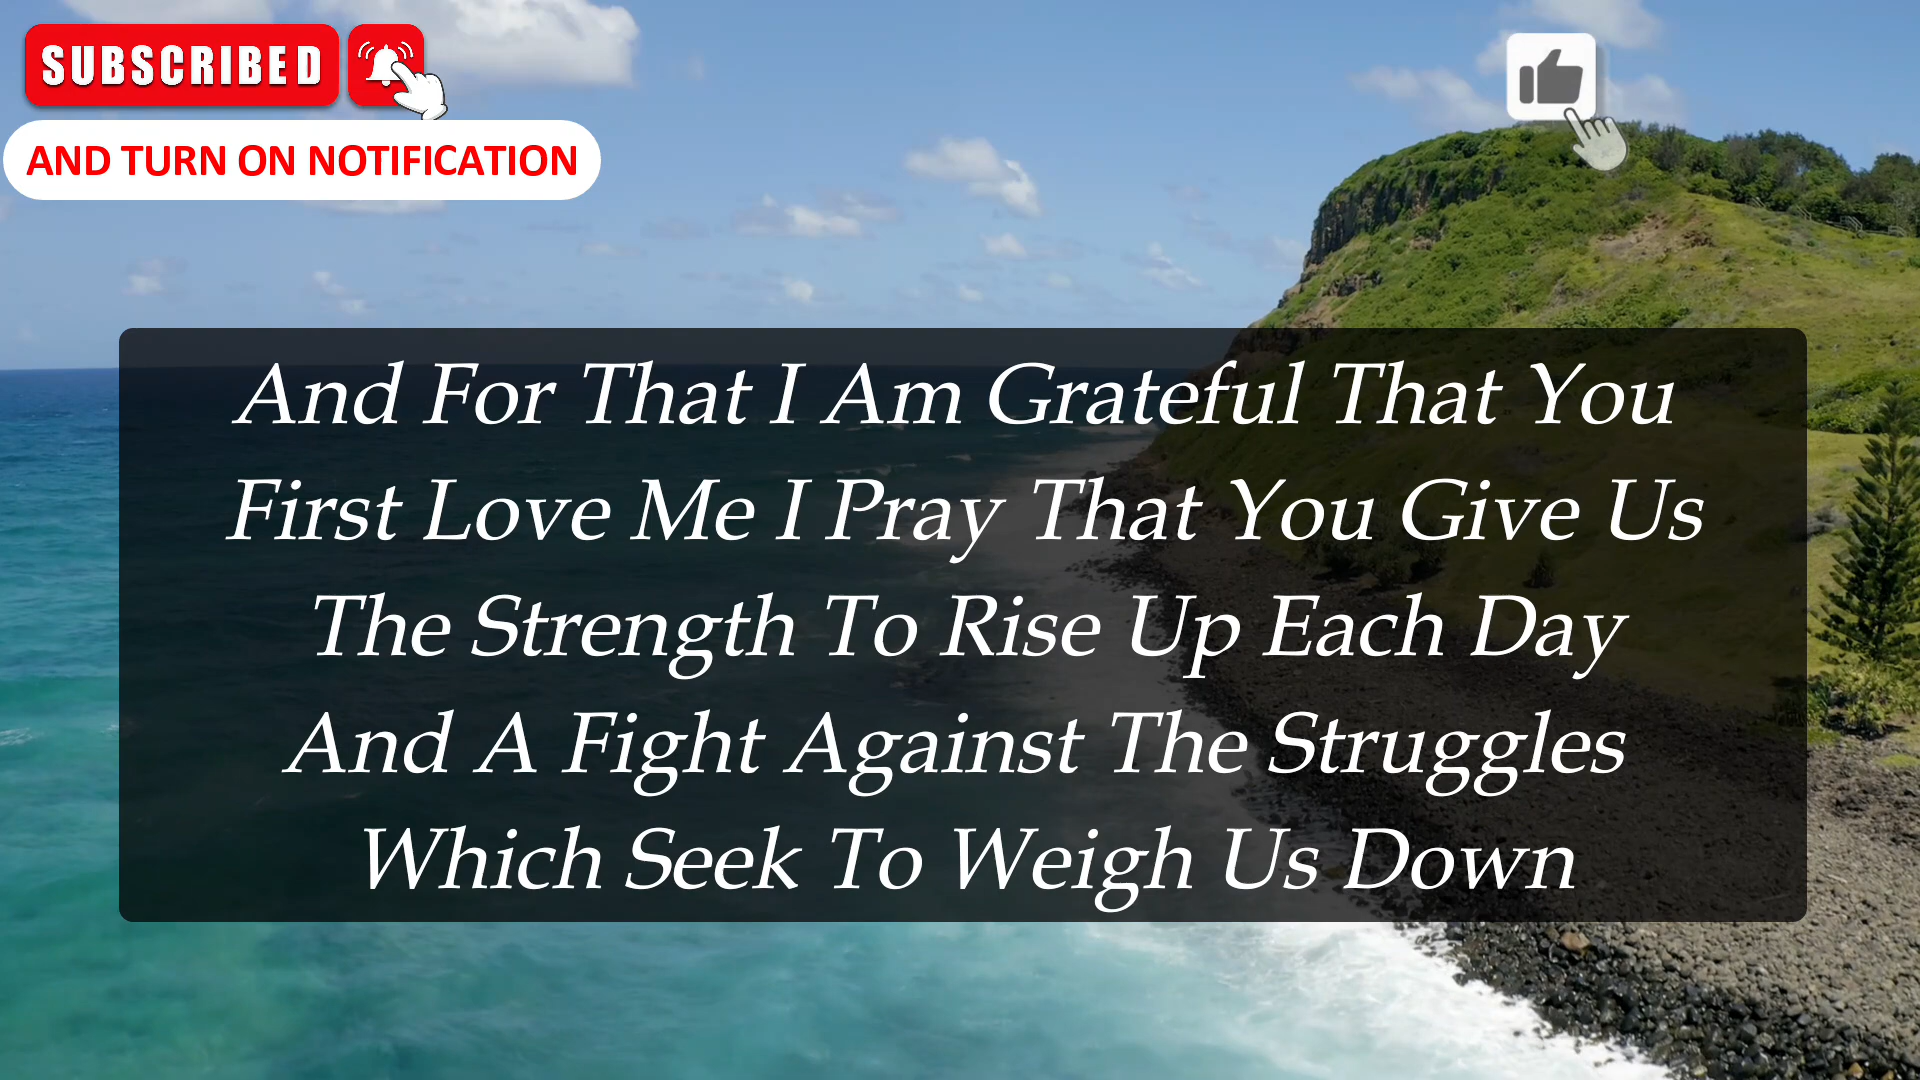 SUBSCRIBED
AND TURN ON NOTIFICATION
And For That I Am Grateful That You
First Love Me I Pray That You Give Us
The Strength To Rise Up Each Day
And A Fight Against The Struggles
Which Seek To Weigh Us Down